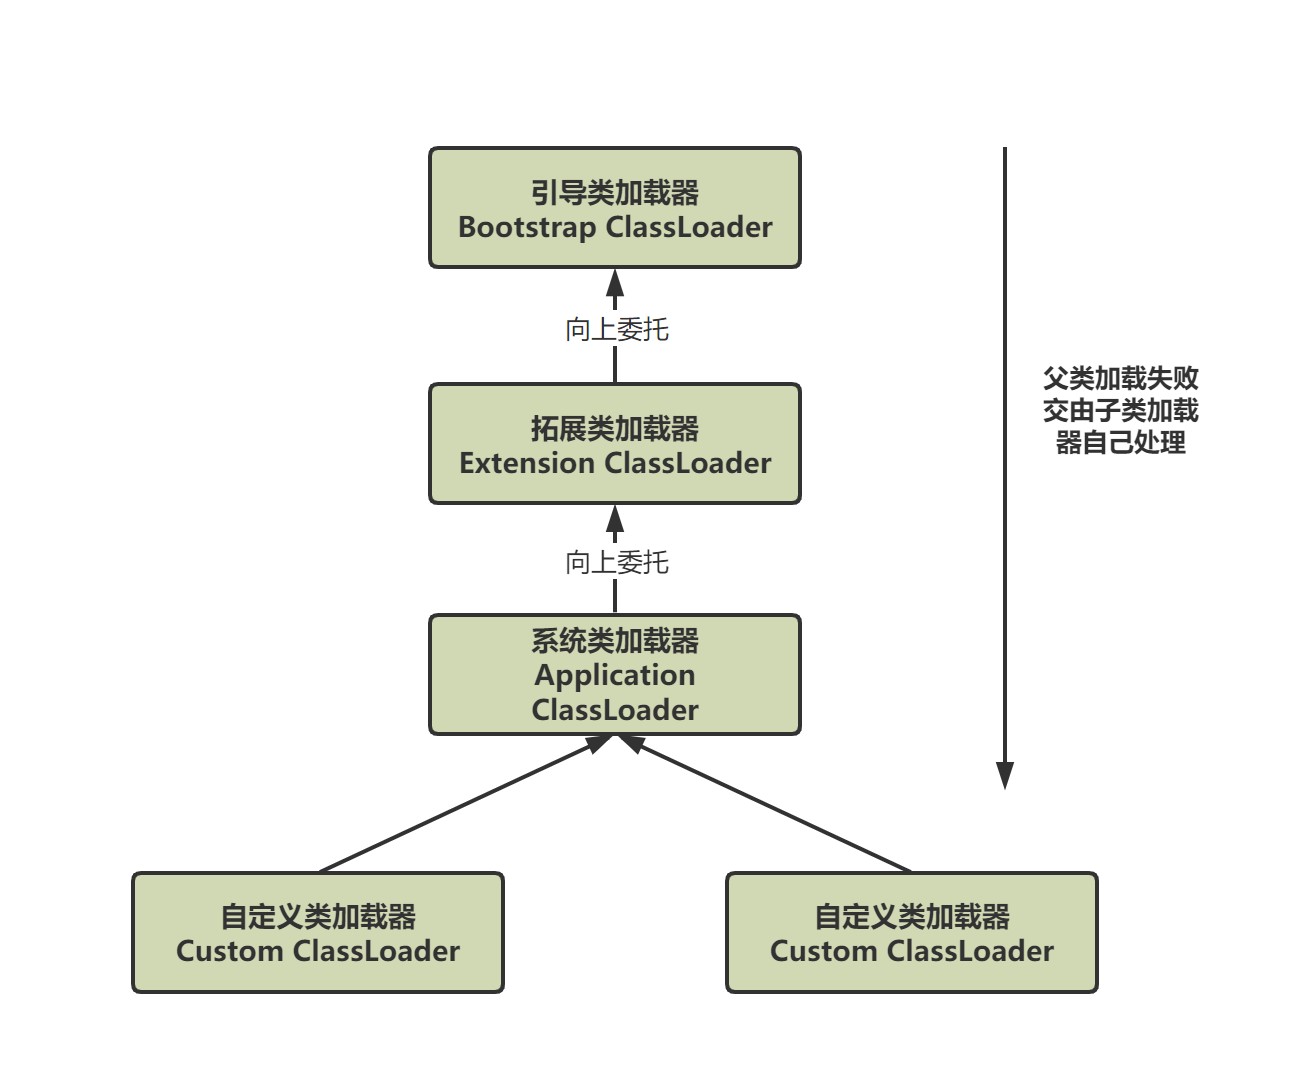 引导类加载器
Bootstrap ClassLoader
向上委托
父类加载失败
交由子类加载
器自己处理
拓展类加载器
Extension ClassLoader
向上委托
系统类加载器
Application
ClassLoader
自定义类加载器
Custom ClassLoader
自定义类加载器
Custom ClassLoader